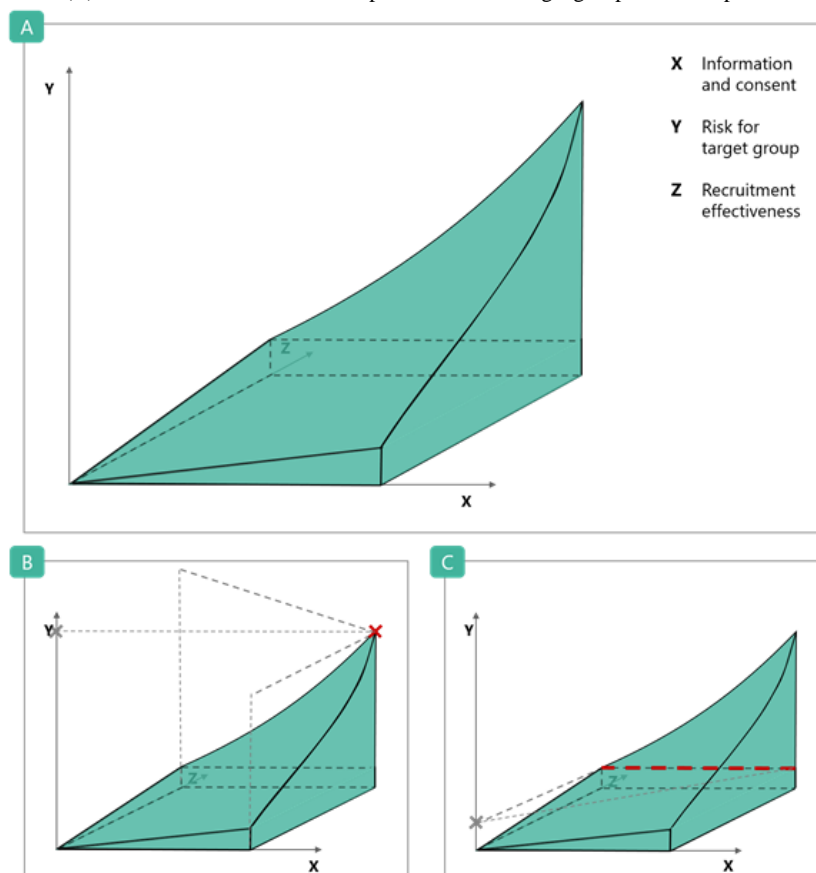 A
Y
X Information
and consent
Y Risk for
target group
Z Recruitment
effectiveness
Z
X
B
Y
Z
X
C
Y
Z
X